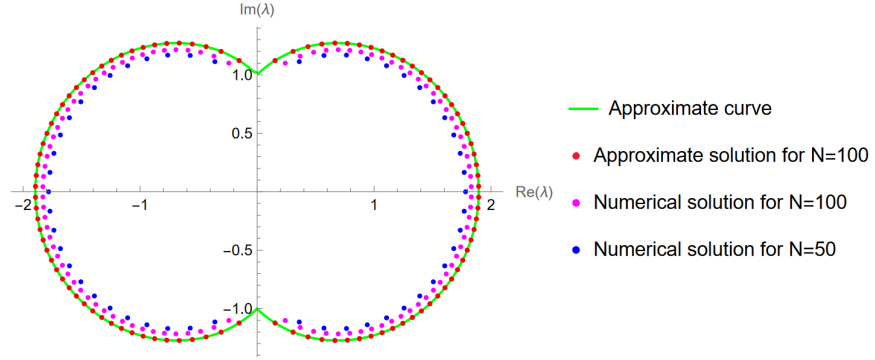 Im(λ)
1.0
0.5
-2
-1
1
2
Re(λ)
-0.5
-1.0
Approximate curve
Approximate solution for N=100
Numerical solution for N=100
Numerical solution for N=50